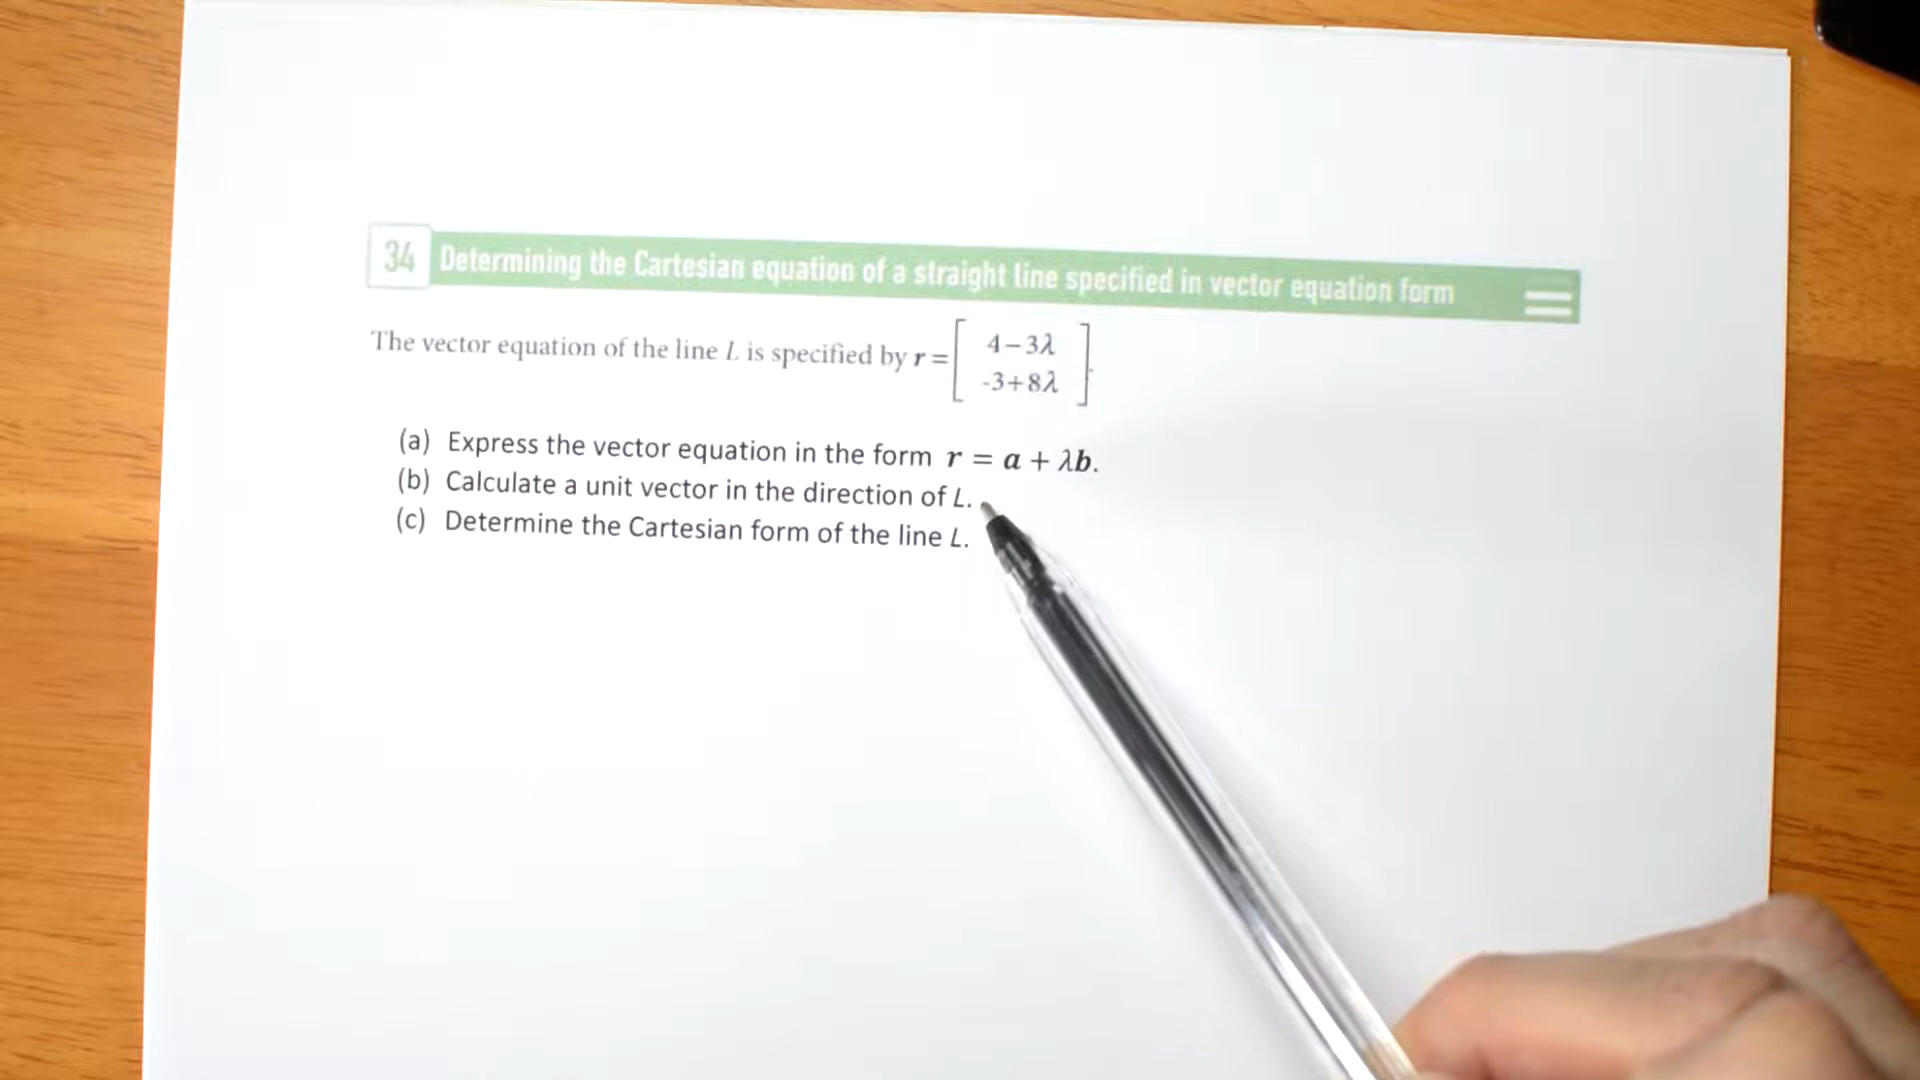 34 Determining the Cartesian equation of a straight line specified in vector equation form
The vector equation of the line L is specified by r = [ 4–3λ
-3+8λ ].
(a) Express the vector equation in the form r = a + λb.
(b) Calculate a unit vector in the direction of L.
(c) Determine the Cartesian form of the line L.